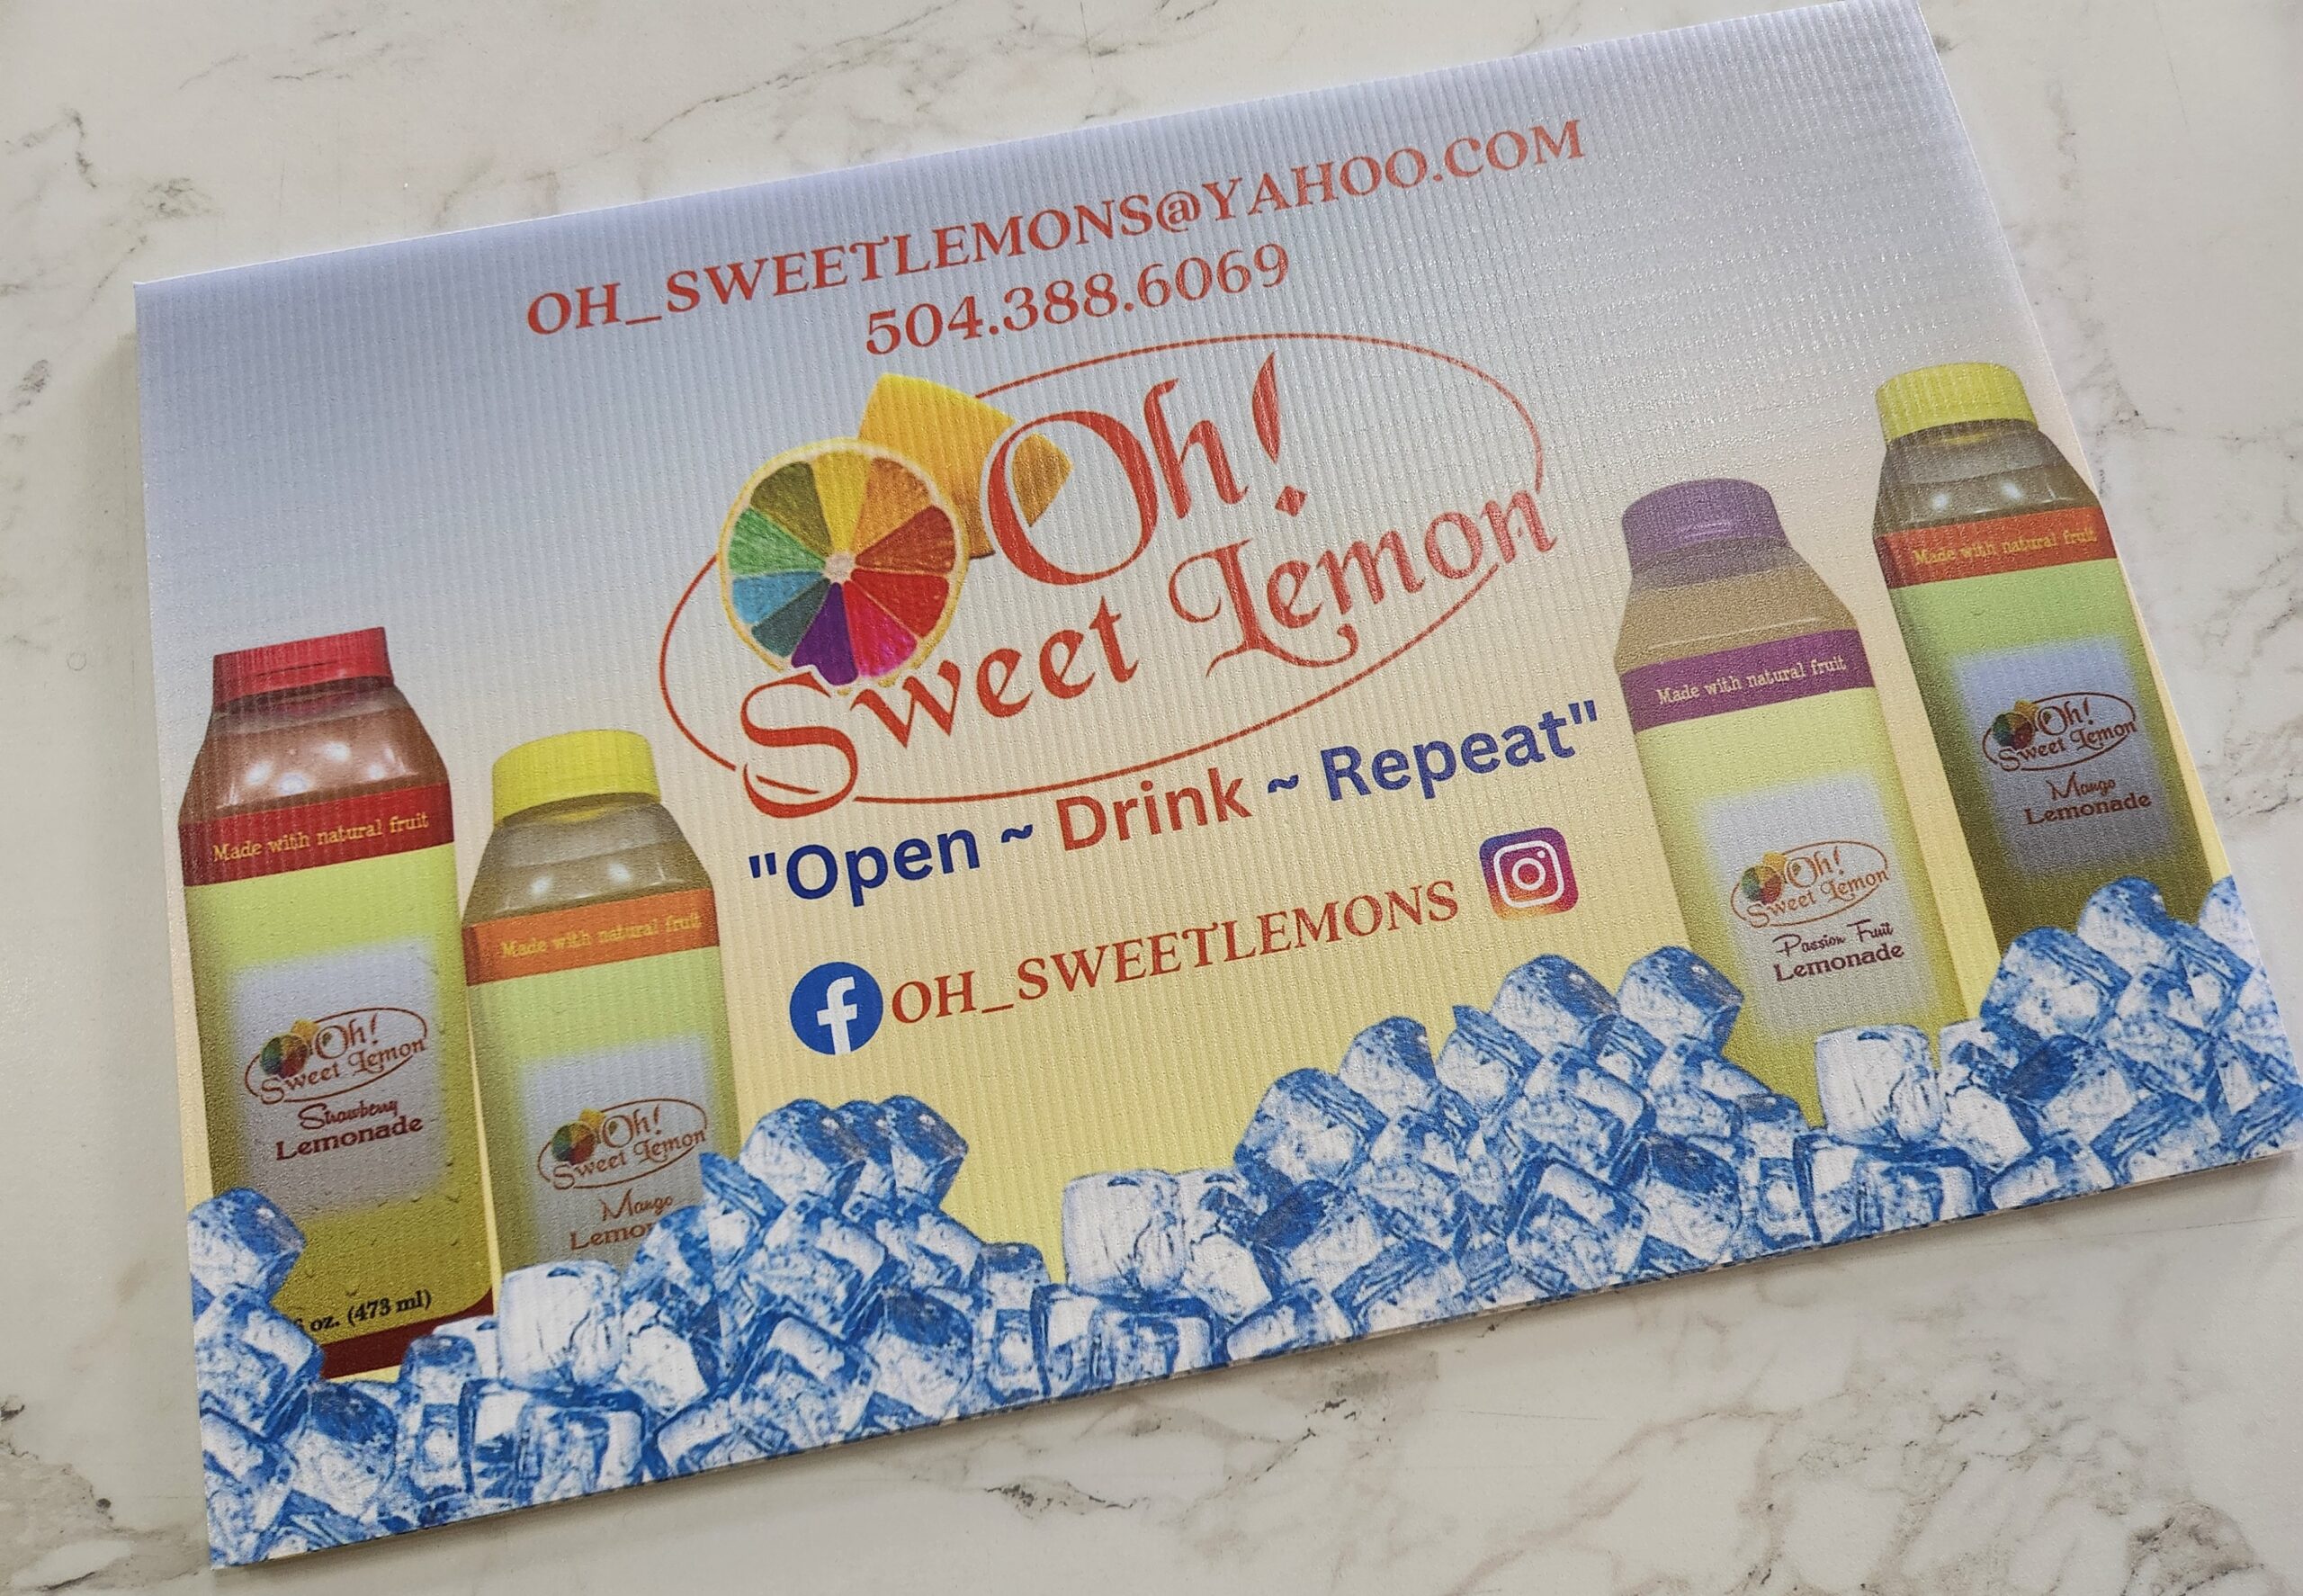 OH_SWEETLEMONS@YAHOO.COM
504.388.6069
Oh!
Sweet Lemon
"Open ~ Drink ~ Repeat"
OH_SWEETLEMONS
Made with natural fruit
Oh!
Sweet Lemon
Strawberry
Lemonade
oz. (473 ml)
Made with natural fruit
Oh!
Sweet Lemon
Mango
Lemo
Made with natural fruit
Oh!
Sweet Lemon
Passion Fruit
Lemonade
Made with natural fruit
Oh!
Sweet Lemon
Mango
Lemonade